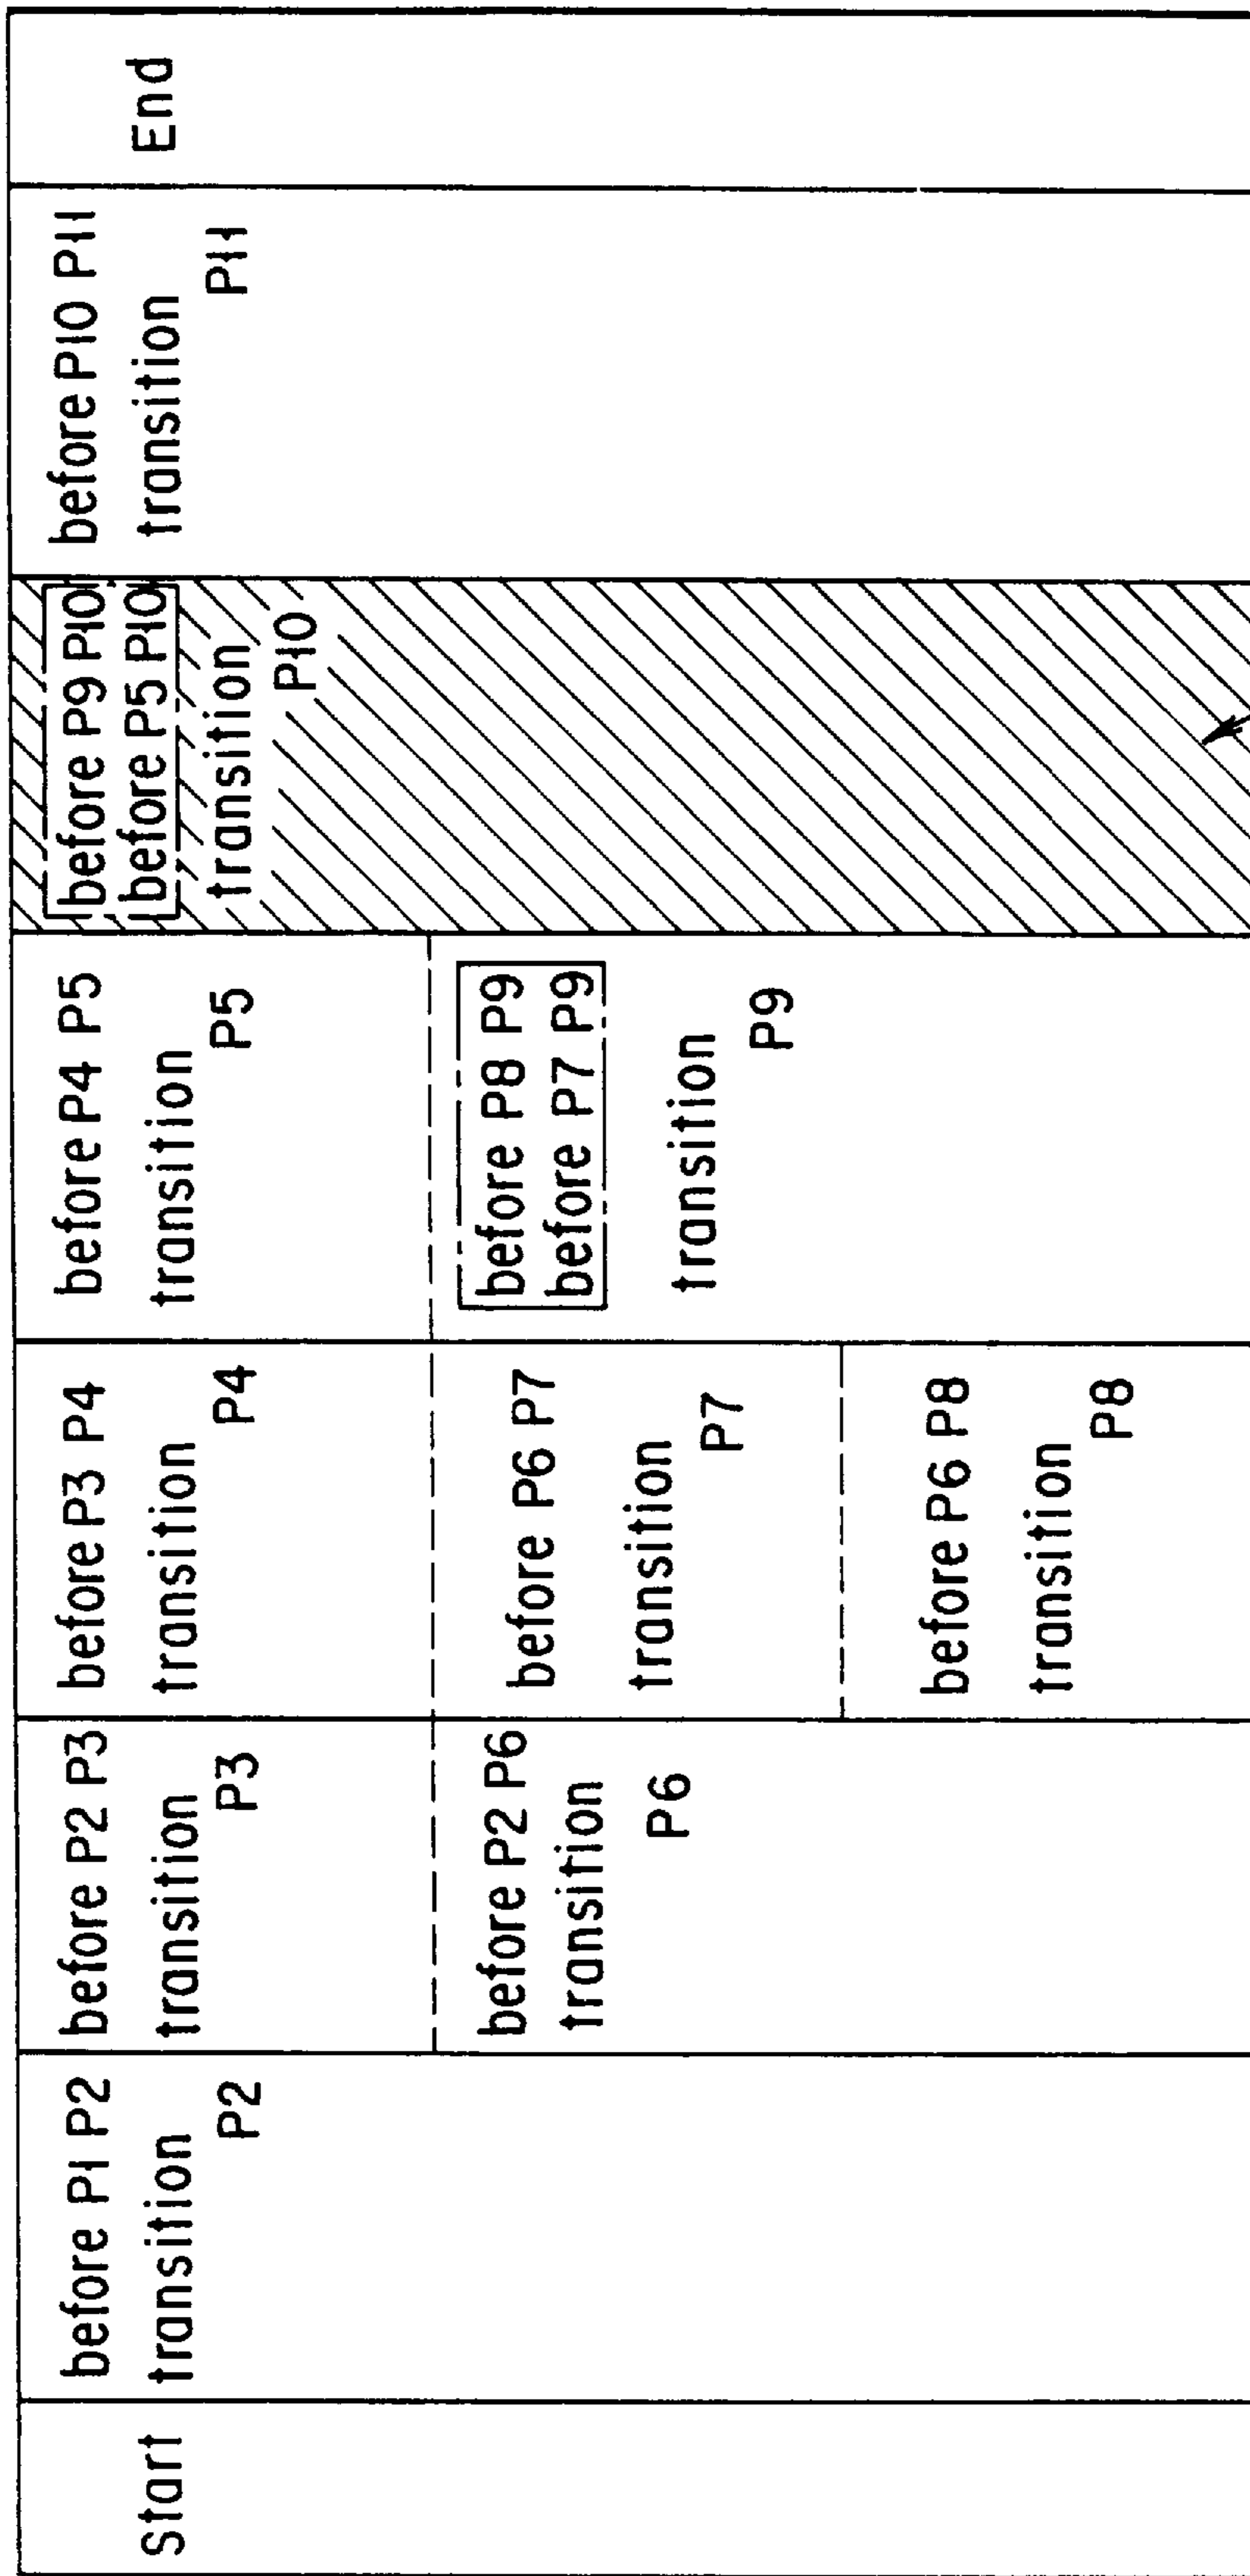 Start
before P1 P2
transition
P2
before P2 P3
transition
P3
before P2 P6
transition
P6
before P3 P4
transition
P4
before P6 P7
transition
P7
before P6 P8
transition
P8
before P4 P5
transition
P5
before P8 P9
before P7 P9
transition
P9
before P9 P10
before P5 P10
transition
P10
before P10 P11
transition
P11
End